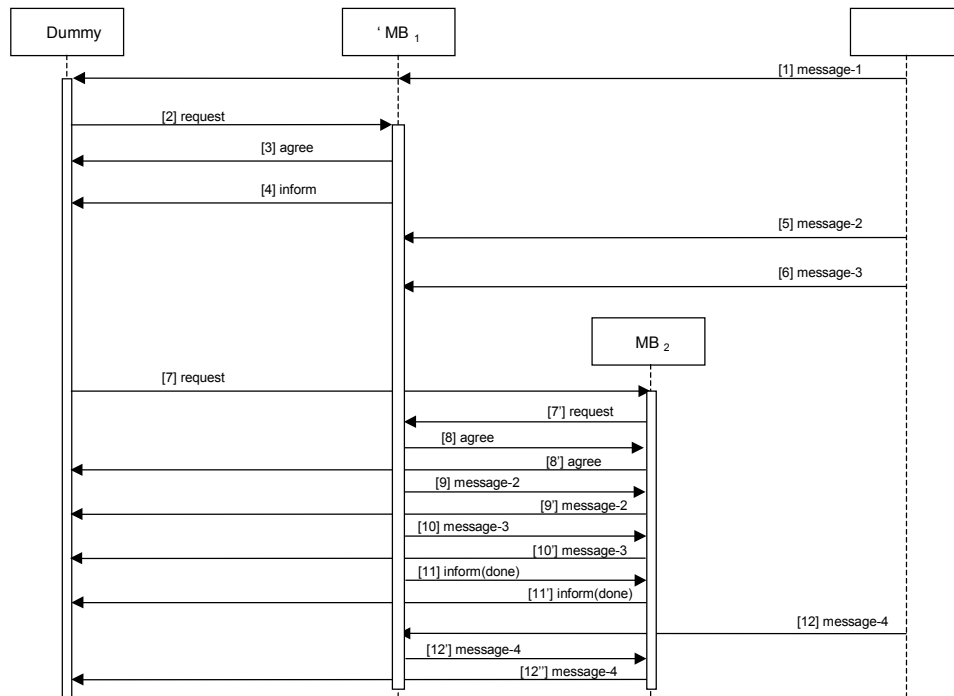 Dummy
‘ MB 1
[1] message-1
[2] request
[3] agree
[4] inform
[5] message-2
[6] message-3
MB 2
[7] request
[7'] request
[8] agree
[8'] agree
[9] message-2
[9'] message-2
[10] message-3
[10'] message-3
[11] inform(done)
[11'] inform(done)
[12] message-4
[12'] message-4
[12''] message-4